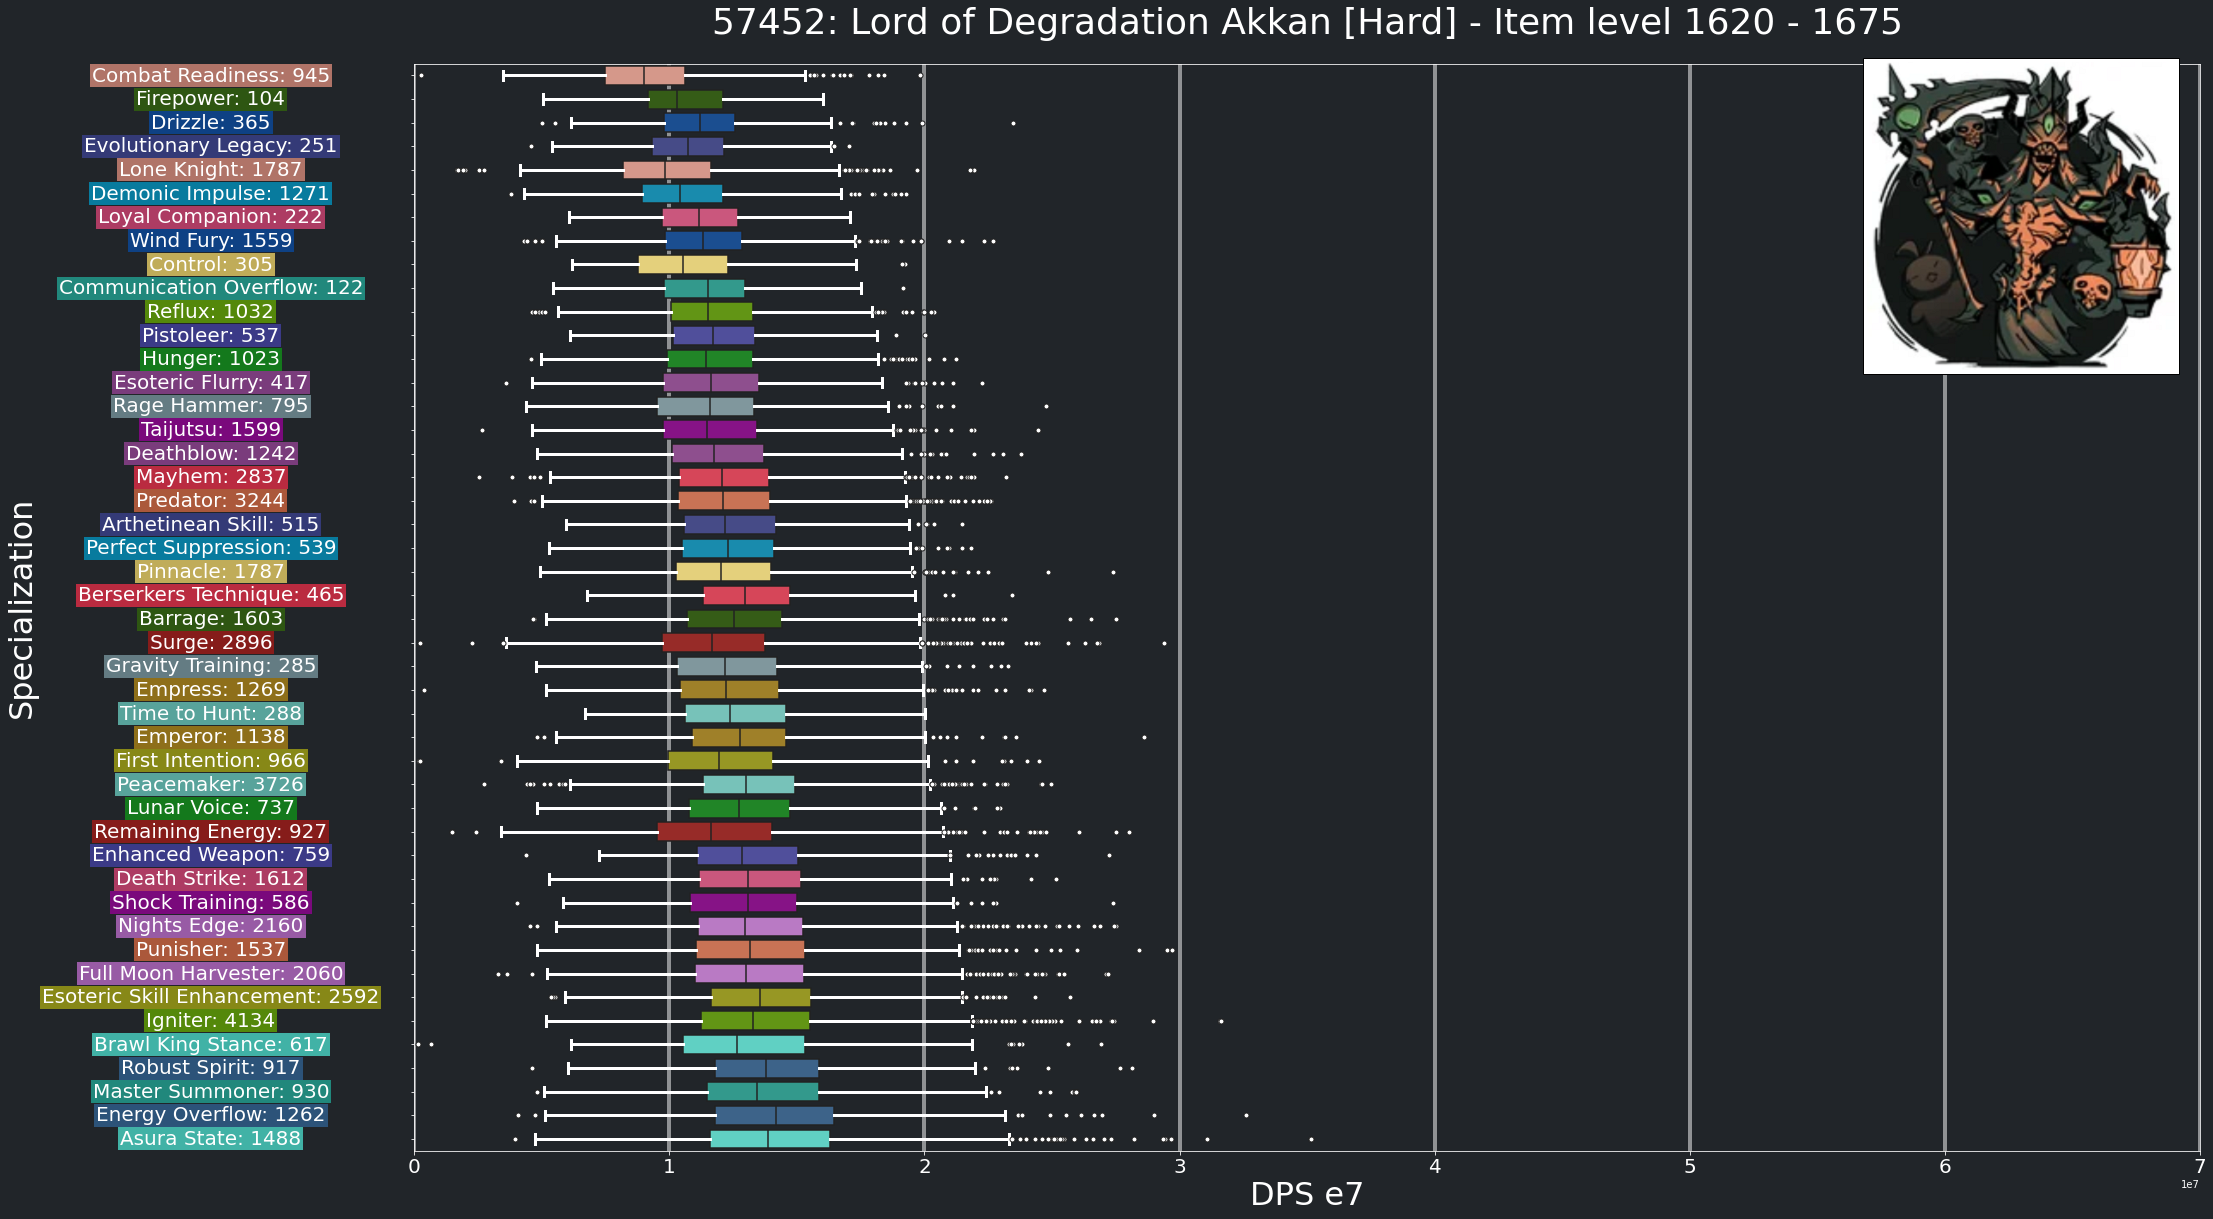 57452: Lord of Degradation Akkan [Hard] - Item level 1620 - 1675
Specialization
Combat Readiness: 945
Firepower: 104
Drizzle: 365
Evolutionary Legacy: 251
Lone Knight: 1787
Demonic Impulse: 1271
Loyal Companion: 222
Wind Fury: 1559
Control: 305
Communication Overflow: 122
Reflux: 1032
Pistoleer: 537
Hunger: 1023
Esoteric Flurry: 417
Rage Hammer: 795
Taijutsu: 1599
Deathblow: 1242
Mayhem: 2837
Predator: 3244
Arthetinean Skill: 515
Perfect Suppression: 539
Pinnacle: 1787
Berserkers Technique: 465
Barrage: 1603
Surge: 2896
Gravity Training: 285
Empress: 1269
Time to Hunt: 288
Emperor: 1138
First Intention: 966
Peacemaker: 3726
Lunar Voice: 737
Remaining Energy: 927
Enhanced Weapon: 759
Death Strike: 1612
Shock Training: 586
Nights Edge: 2160
Punisher: 1537
Full Moon Harvester: 2060
Esoteric Skill Enhancement: 2592
Igniter: 4134
Brawl King Stance: 617
Robust Spirit: 917
Master Summoner: 930
Energy Overflow: 1262
Asura State: 1488
0 1 2 3 4 5 6 7
1e7
DPS e7